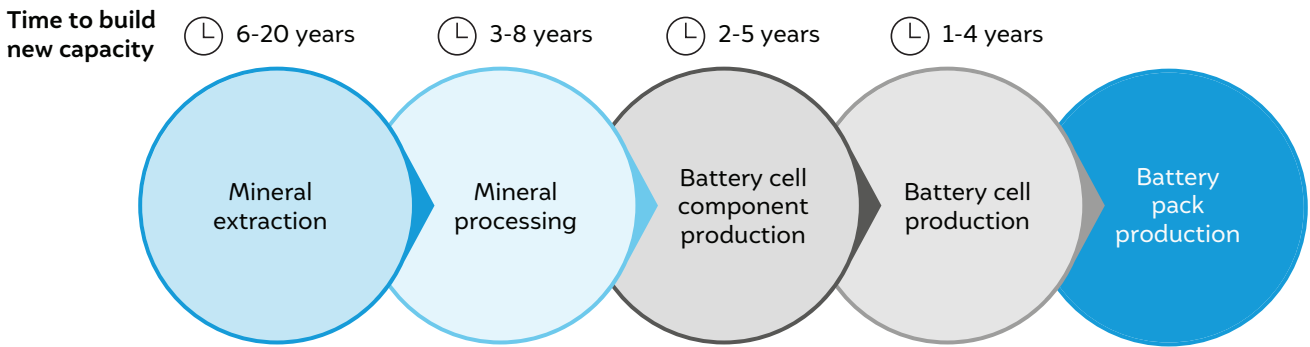 Time to build
new capacity
6-20 years
3-8 years
2-5 years
1-4 years
Mineral
extraction
Mineral
processing
Battery cell
component
production
Battery cell
production
Battery
pack
production